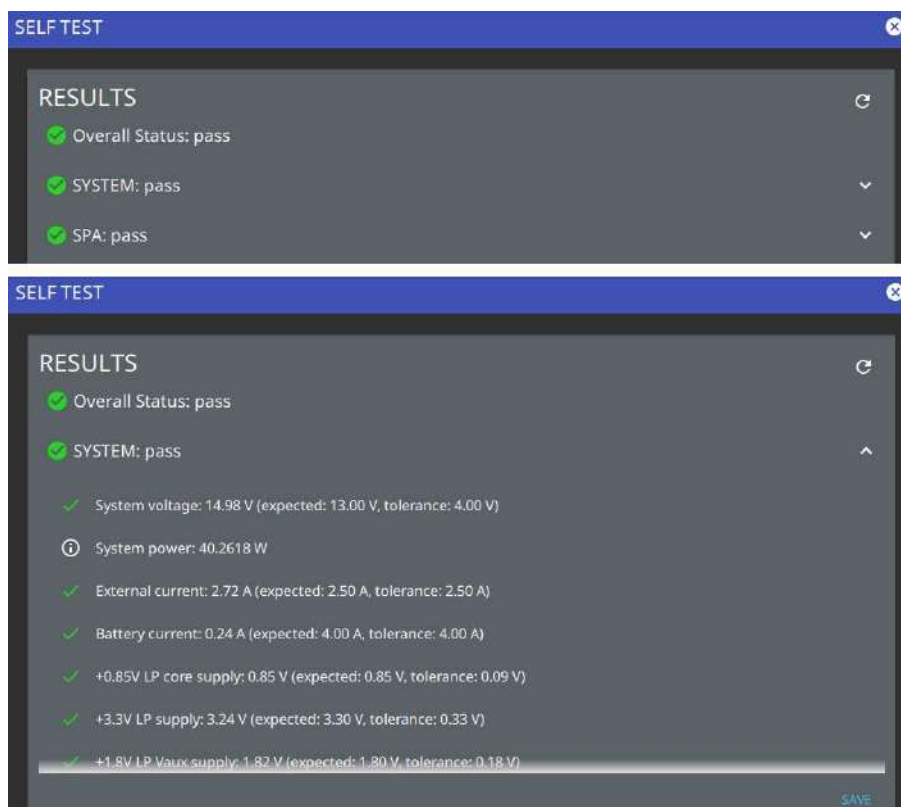 SELF TEST
RESULTS
Overall Status: pass
SYSTEM: pass
SPA: pass
SELF TEST
RESULTS
Overall Status: pass
SYSTEM: pass
System voltage: 14.98 V (expected: 13.00 V, tolerance: 4.00 V)
System power: 40.2618 W
External current: 2.72 A (expected: 2.50 A, tolerance: 2.50 A)
Battery current: 0.24 A (expected: 4.00 A, tolerance: 4.00 A)
+0.85V LP core supply: 0.85 V (expected: 0.85 V, tolerance: 0.09 V)
+3.3V LP supply: 3.24 V (expected: 3.30 V, tolerance: 0.33 V)
+1.8V LP Vaux supply: 1.82 V (expected: 1.80 V, tolerance: 0.18 V)
SAVE